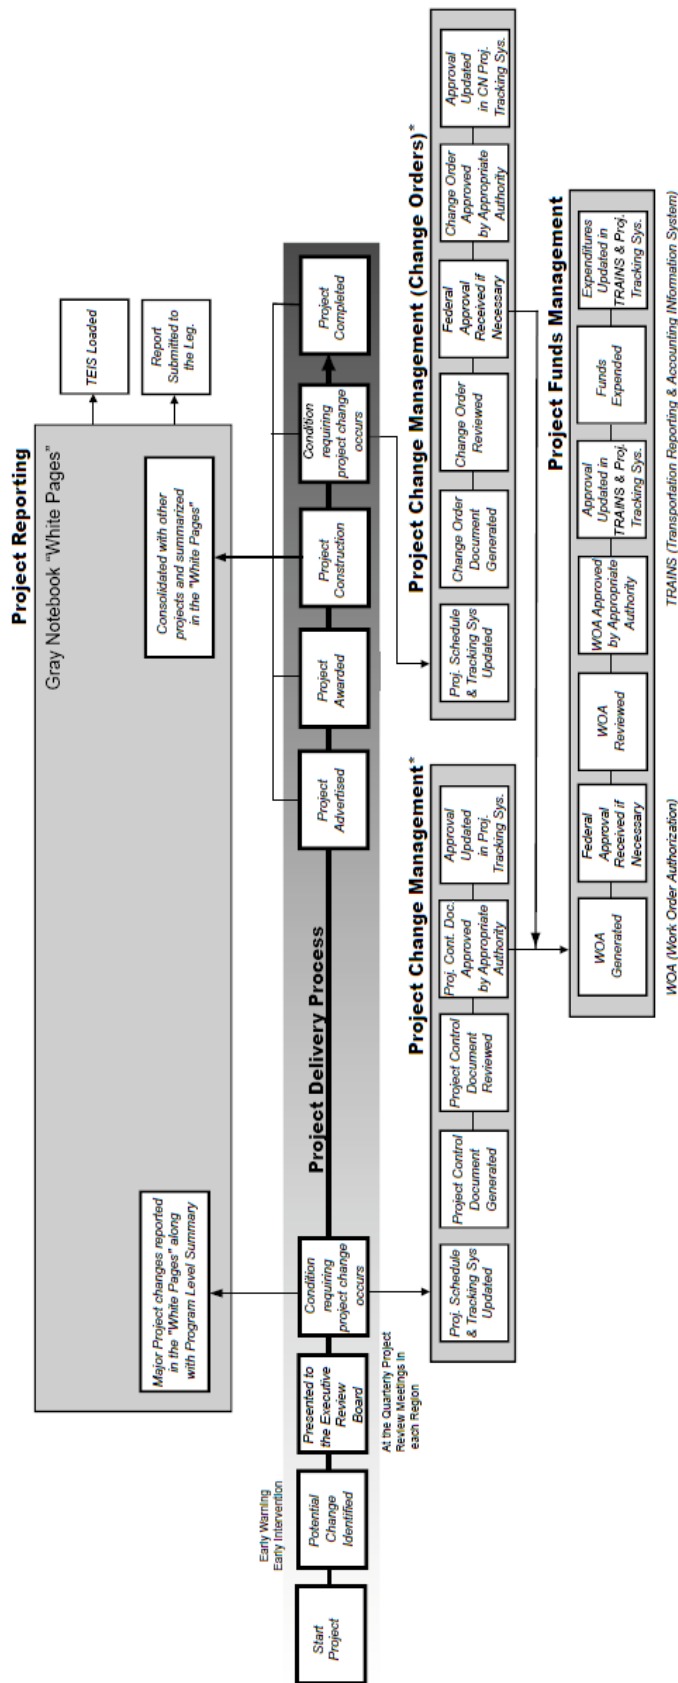 Project Reporting
Gray Notebook “White Pages”
TEIS Loaded
Report
Submitted to
the Leg.
Major Project changes reported
in the "White Pages" along
with Program Level Summary
Consolidated with other
projects and summarized
in the "White Pages"
Early Warning
Early Intervention
Project Delivery Process
Start
Project
Potential
Change
Identified
Presented to
the Executive
Review
Board
At the Quarterly Project
Review Meetings in
each Region
Condition
requiring
project change
occurs
Project
Advertised
Project
Awarded
Project
Construction
Condition
requiring
project change
occurs
Project
Completed
Project Change Management*
Proj. Schedule
& Tracking Sys
Updated
Project Control
Document
Generated
Project Control
Document
Reviewed
Proj. Cont. Doc.
Approved
by Appropriate
Authority
Approval
Updated
in Proj.
Tracking Sys.
Project Change Management (Change Orders)*
Proj. Schedule
& Tracking Sys
Updated
Change Order
Document
Generated
Change Order
Reviewed
Federal
Approval
Received if
Necessary
Change Order
Approved
by Appropriate
Authority
Approval
Updated
in CN Proj.
Tracking Sys.
Project Funds Management
WOA
Generated
Federal
Approval
Received if
Necessary
WOA
Reviewed
WOA Approved
by Appropriate
Authority
Approval
Updated in
TRAINS & Proj.
Tracking Sys.
Funds
Expended
Expenditures
Updated in
TRAINS & Proj.
Tracking Sys.
WOA (Work Order Authorization)
TRAINS (Transportation Reporting & Accounting INformation System)